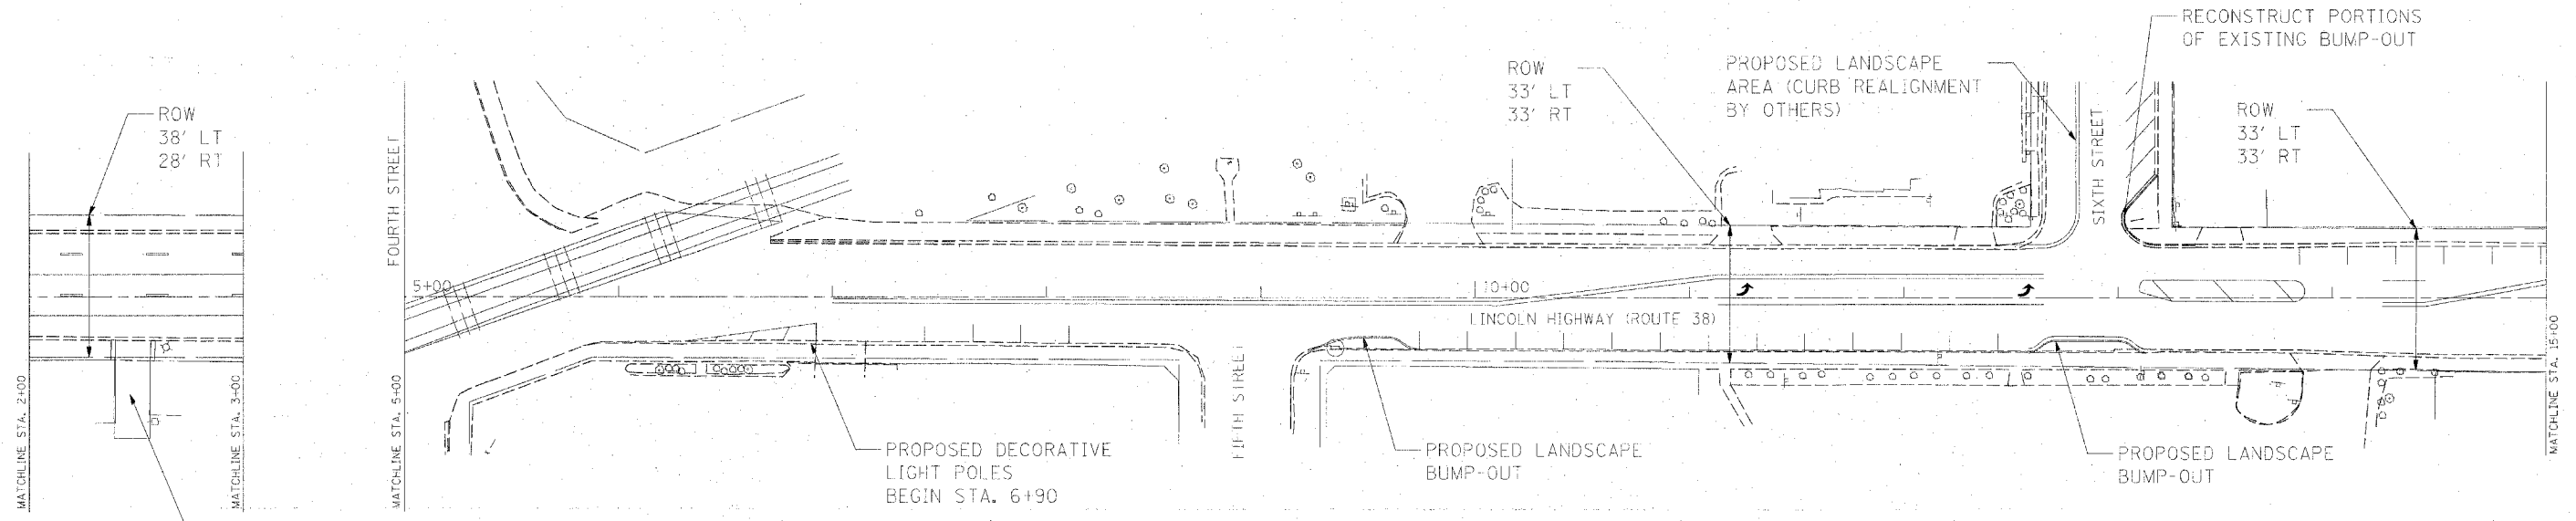 RECONSTRUCT PORTIONS
OF EXISTING BUMP-OUT
ROW
33' LT
33' RT
PROPOSED LANDSCAPE
AREA (CURB REALIGNMENT
BY OTHERS)
ROW
38' LT
28' RT
ROW
33' LT
33' RT
FOURTH STREET
SIXTH STREET
5+00
10+00
LINCOLN HIGHWAY (ROUTE 38)
MATCHLINE STA. 2+00
MATCHLINE STA. 3+00
MATCHLINE STA. 5+00
FIFTH STREET
MATCHLINE STA. 15+00
PROPOSED DECORATIVE
LIGHT POLES
BEGIN STA. 6+90
PROPOSED LANDSCAPE
BUMP-OUT
PROPOSED LANDSCAPE
BUMP-OUT